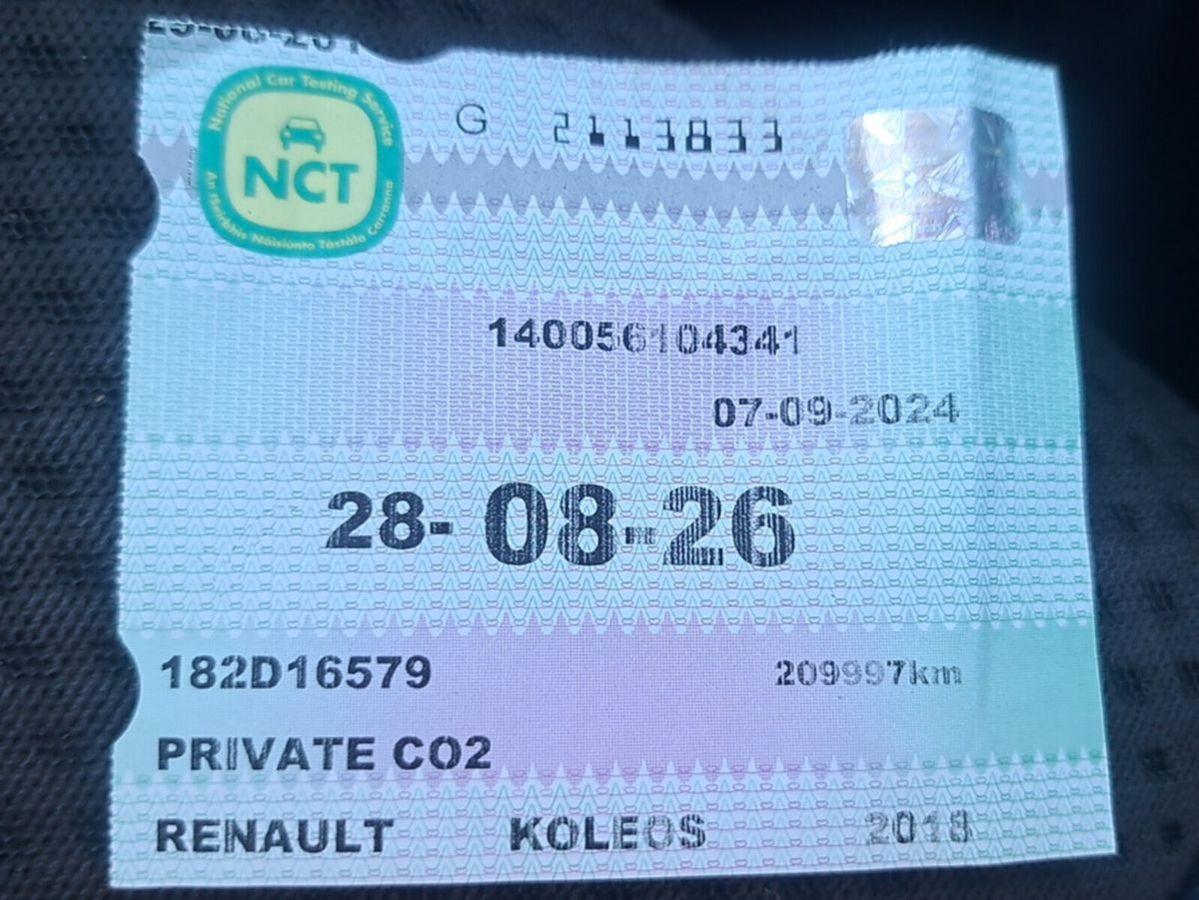 National Car Testing Service
NCT
An tSeirbhís Náisiúnta Tástála Carranna
G 2113833
140056104341
07-09-2024
28-08-26
182D16579 209997km
PRIVATE CO2
RENAULT KOLEOS 2018